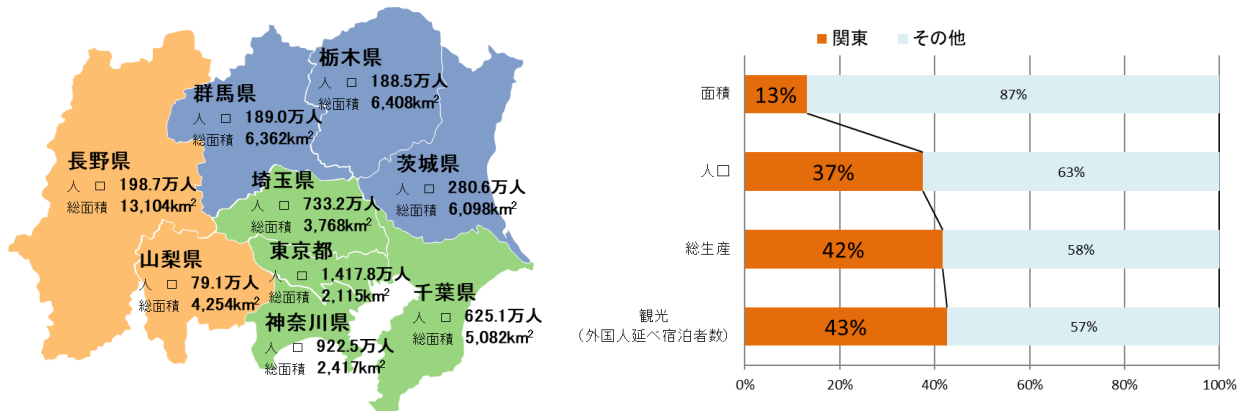 栃木県
人　口 188.5万人
総面積 6,408km²
群馬県
人　口 189.0万人
総面積 6,362km²
長野県
人　口 198.7万人
総面積 13,104km²
茨城県
人　口 280.6万人
総面積 6,098km²
埼玉県
人　口 733.2万人
総面積 3,768km²
東京都
人　口 1,417.8万人
総面積 2,115km²
山梨県
人　口 79.1万人
総面積 4,254km²
千葉県
人　口 625.1万人
総面積 5,082km²
神奈川県
人　口 922.5万人
総面積 2,417km²
関東 その他
面積 13% 87%
人口 37% 63%
総生産 42% 58%
観光
（外国人延べ宿泊者数） 43% 57%
0% 20% 40% 60% 80% 100%